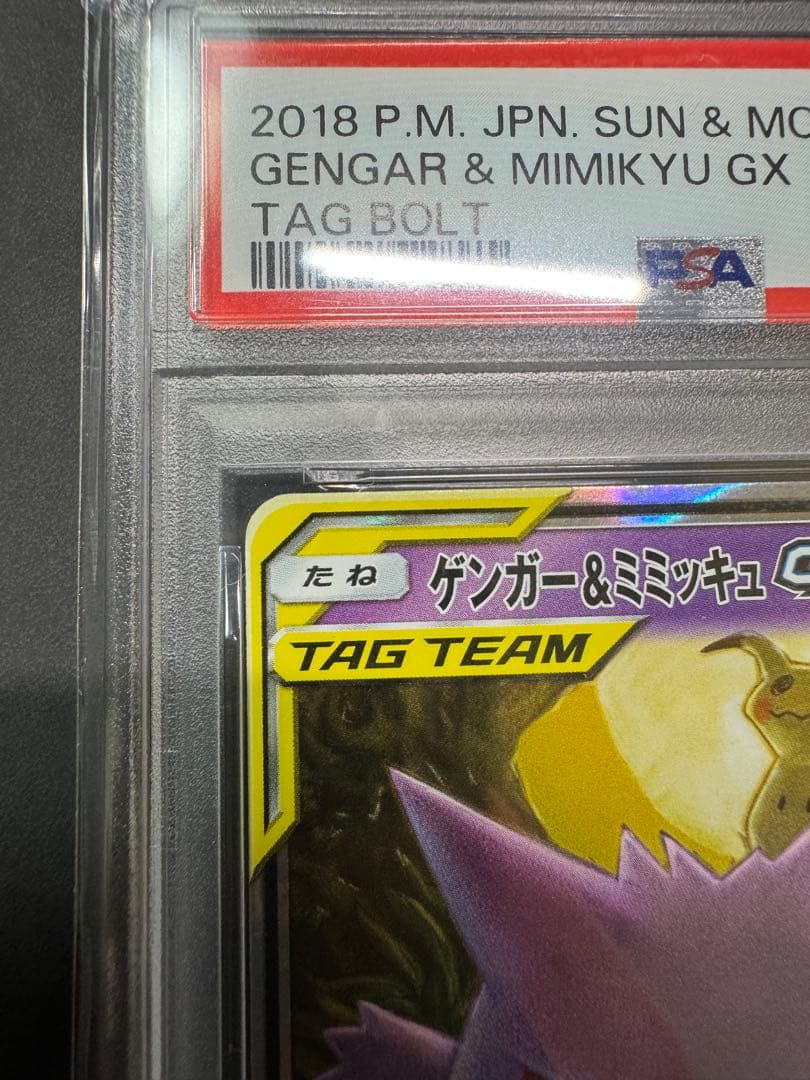 2018 P.M. JPN. SUN & MO
GENGAR & MIMIKYU GX
TAG BOLT
PSA
たね ゲンガー&ミミッキュ
TAG TEAM